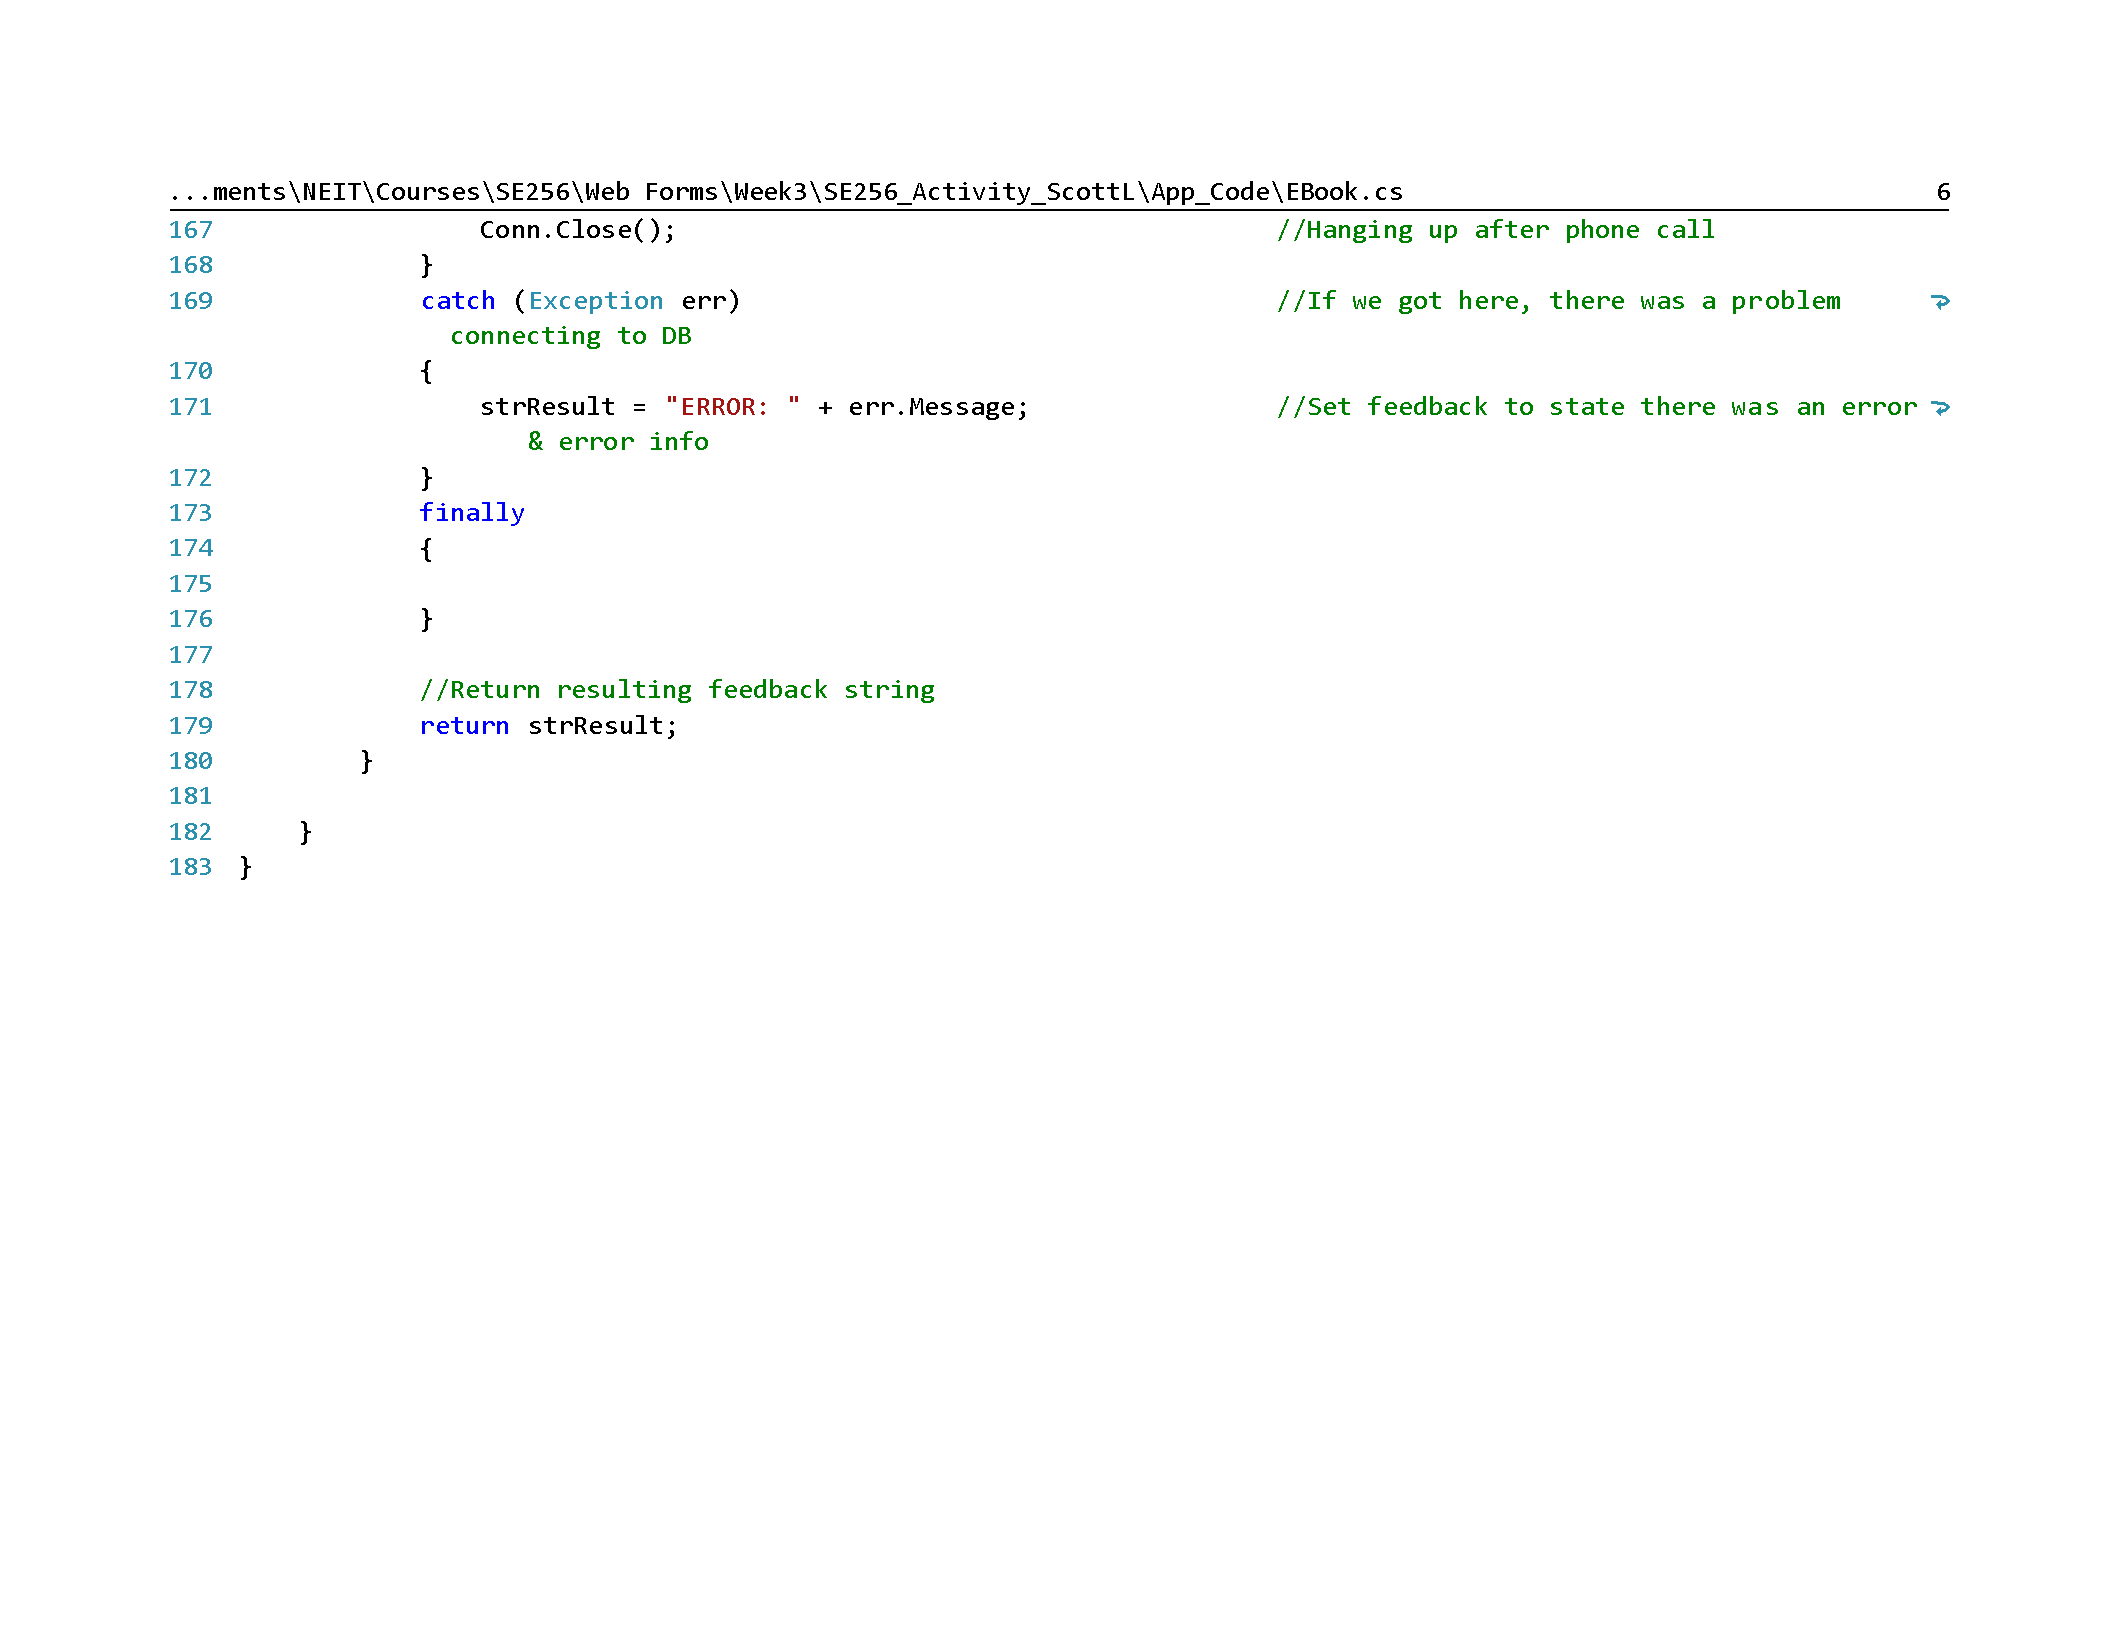 ...ments\NEIT\Courses\SE256\Web Forms\Week3\SE256_Activity_ScottL\App_Code\EBook.cs 6
167 Conn.Close(); //Hanging up after phone call
168 }
169 catch (Exception err) //If we got here, there was a problem
connecting to DB
170 {
171 strResult = "ERROR: " + err.Message; //Set feedback to state there was an error
& error info
172 }
173 finally
174 {
175
176 }
177
178 //Return resulting feedback string
179 return strResult;
180 }
181
182 }
183 }